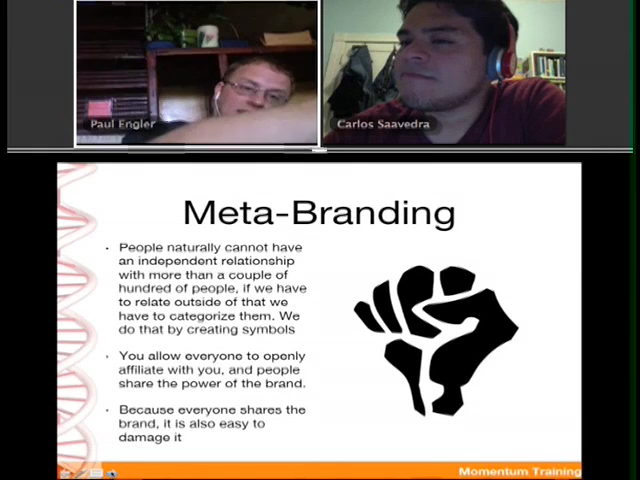 Paul Engler
Carlos Saavedra
Meta-Branding
People naturally cannot have
an independent relationship
with more than a couple of
hundred of people, if we have
to relate outside of that we
have to categorize them. We
do that by creating symbols
You allow everyone to openly
affiliate with you, and people
share the power of the brand.
Because everyone shares the
brand, it is also easy to
damage it
Momentum Training